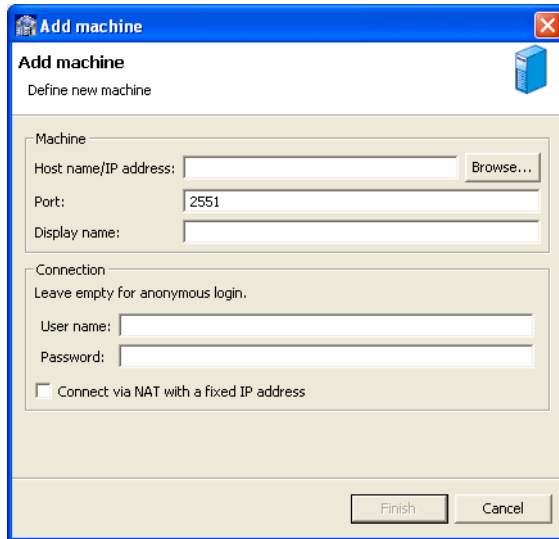 Add machine
Add machine
Define new machine
Machine
Host name/IP address: Browse...
Port: 2551
Display name:
Connection
Leave empty for anonymous login.
User name:
Password:
Connect via NAT with a fixed IP address
Finish Cancel